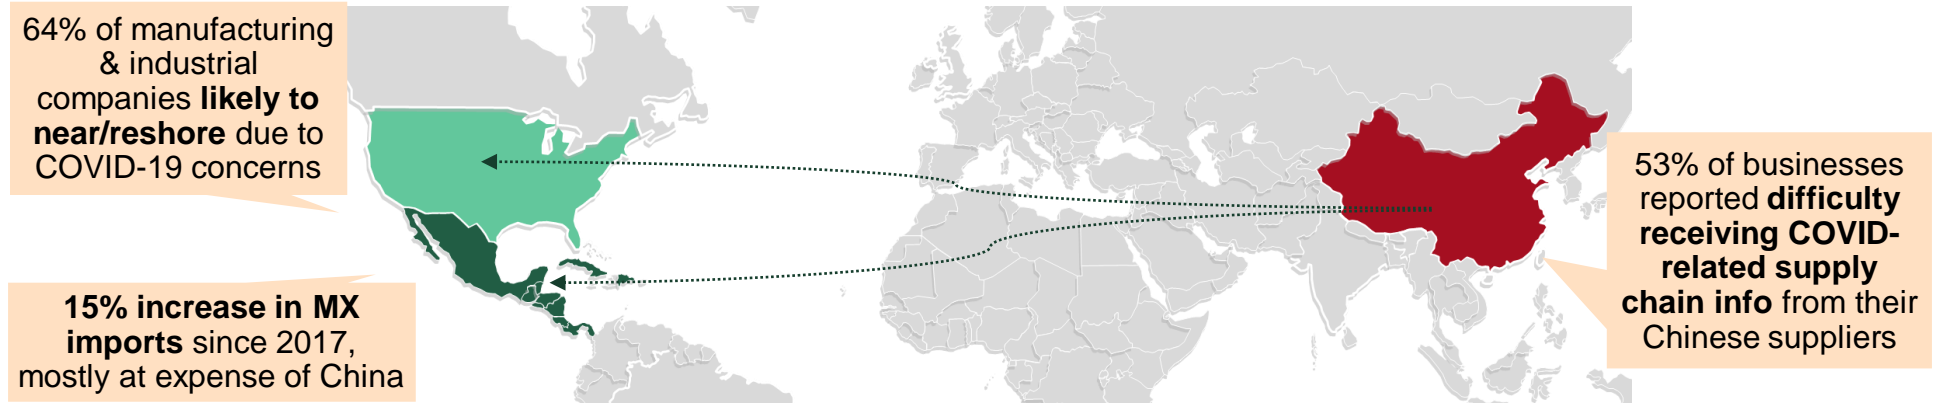 64% of manufacturing
& industrial
companies likely to
near/reshore due to
COVID-19 concerns
15% increase in MX
imports since 2017,
mostly at expense of China
53% of businesses
reported difficulty
receiving COVID-
related supply
chain info from their
Chinese suppliers